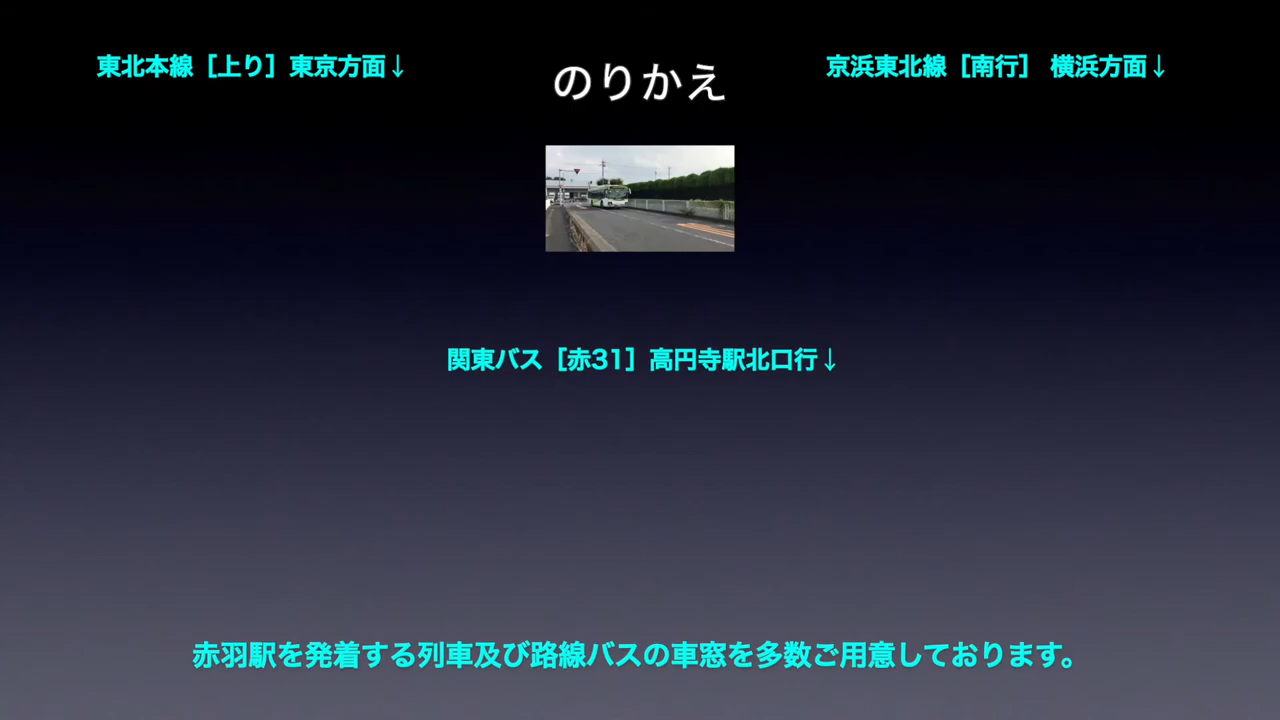 東北本線［上り］東京方面↓
のりかえ
京浜東北線［南行］ 横浜方面↓
関東バス［赤31］高円寺駅北口行↓
赤羽駅を発着する列車及び路線バスの車窓を多数ご用意しております。